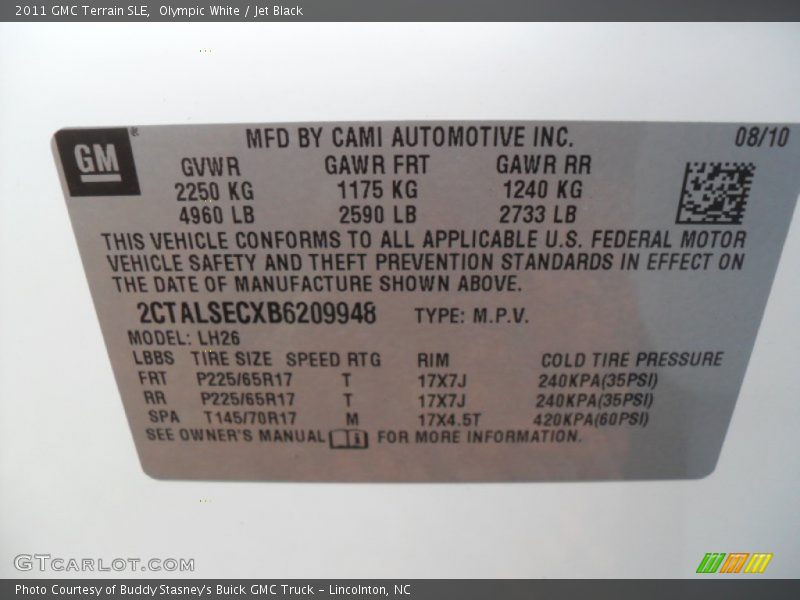 2011 GMC Terrain SLE, Olympic White / Jet Black
GM®
MFD BY CAMI AUTOMOTIVE INC. 08/10
GVWR GAWR FRT GAWR RR
2250 KG 1175 KG 1240 KG
4960 LB 2590 LB 2733 LB
THIS VEHICLE CONFORMS TO ALL APPLICABLE U.S. FEDERAL MOTOR
VEHICLE SAFETY AND THEFT PREVENTION STANDARDS IN EFFECT ON
THE DATE OF MANUFACTURE SHOWN ABOVE.
2CTALSECXB6209948 TYPE: M.P.V.
MODEL: LH26
LBBS TIRE SIZE SPEED RTG RIM COLD TIRE PRESSURE
FRT P225/65R17 T 17X7J 240KPA(35PSI)
RR P225/65R17 T 17X7J 240KPA(35PSI)
SPA T145/70R17 M 17X4.5T 420KPA(60PSI)
SEE OWNER'S MANUAL FOR MORE INFORMATION.
GTCARLOT.COM
Photo Courtesy of Buddy Stasney's Buick GMC Truck - Lincolnton, NC